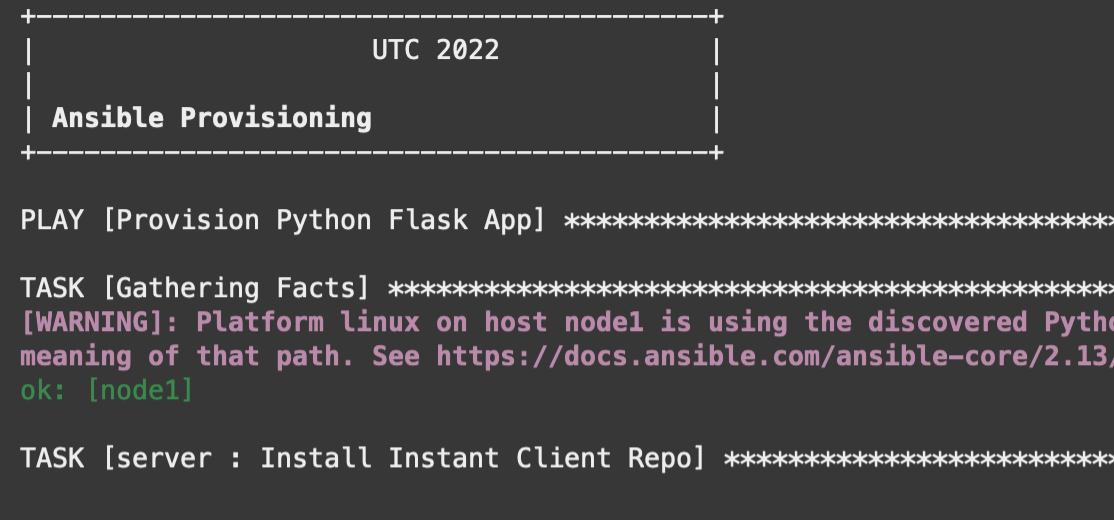 +------------------------------------------+
| UTC 2022 |
| |
| Ansible Provisioning |
+------------------------------------------+
PLAY [Provision Python Flask App] ***********************************
TASK [Gathering Facts] **********************************************
[WARNING]: Platform linux on host node1 is using the discovered Pytho
meaning of that path. See https://docs.ansible.com/ansible-core/2.13/
ok: [node1]
TASK [server : Install Instant Client Repo] *************************